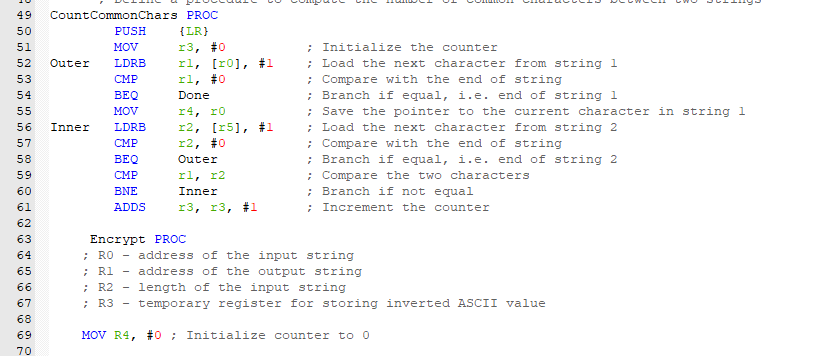 49 CountCommonChars PROC
50 PUSH {LR}
51 MOV r3, #0 ; Initialize the counter
52 Outer LDRB r1, [r0], #1 ; Load the next character from string 1
53 CMP r1, #0 ; Compare with the end of string
54 BEQ Done ; Branch if equal, i.e. end of string 1
55 MOV r4, r0 ; Save the pointer to the current character in string 1
56 Inner LDRB r2, [r5], #1 ; Load the next character from string 2
57 CMP r2, #0 ; Compare with the end of string
58 BEQ Outer ; Branch if equal, i.e. end of string 2
59 CMP r1, r2 ; Compare the two characters
60 BNE Inner ; Branch if not equal
61 ADDS r3, r3, #1 ; Increment the counter
62
63 Encrypt PROC
64 ; R0 - address of the input string
65 ; R1 - address of the output string
66 ; R2 - length of the input string
67 ; R3 - temporary register for storing inverted ASCII value
68
69 MOV R4, #0 ; Initialize counter to 0
70